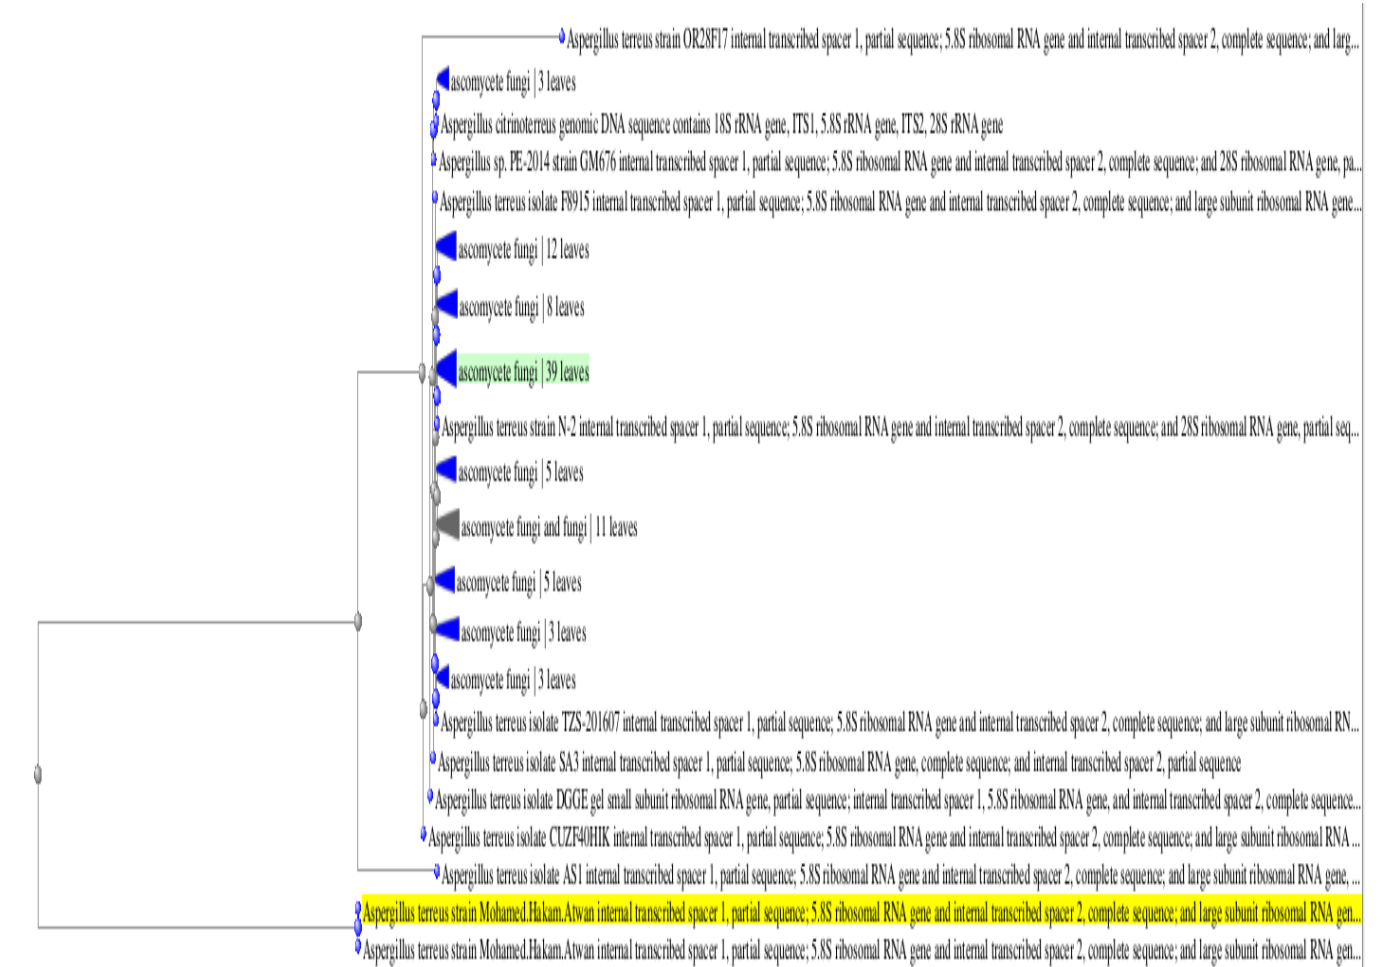 Aspergillus terreus strain OR28F17 internal transcribed spacer 1, partial sequence; 5.8S ribosomal RNA gene and internal transcribed spacer 2, complete sequence; and larg...
ascomycete fungi | 3 leaves
Aspergillus citrinoterreus genomic DNA sequence contains 18S rRNA gene, ITS1, 5.8S rRNA gene, ITS2, 28S rRNA gene
Aspergillus sp. PE-2014 strain GM676 internal transcribed spacer 1, partial sequence; 5.8S ribosomal RNA gene and internal transcribed spacer 2, complete sequence; and 28S ribosomal RNA gene, pa...
Aspergillus terreus isolate F8915 internal transcribed spacer 1, partial sequence; 5.8S ribosomal RNA gene and internal transcribed spacer 2, complete sequence; and large subunit ribosomal RNA gene...
ascomycete fungi | 12 leaves
ascomycete fungi | 8 leaves
ascomycete fungi | 39 leaves
Aspergillus terreus strain N-2 internal transcribed spacer 1, partial sequence; 5.8S ribosomal RNA gene and internal transcribed spacer 2, complete sequence; and 28S ribosomal RNA gene, partial seq...
ascomycete fungi | 5 leaves
ascomycete fungi and fungi | 11 leaves
ascomycete fungi | 5 leaves
ascomycete fungi | 3 leaves
ascomycete fungi | 3 leaves
Aspergillus terreus isolate TZS-201607 internal transcribed spacer 1, partial sequence; 5.8S ribosomal RNA gene and internal transcribed spacer 2, complete sequence; and large subunit ribosomal RN...
Aspergillus terreus isolate SA3 internal transcribed spacer 1, partial sequence; 5.8S ribosomal RNA gene, complete sequence; and internal transcribed spacer 2, partial sequence
Aspergillus terreus isolate DGGE gel small subunit ribosomal RNA gene, partial sequence; internal transcribed spacer 1, 5.8S ribosomal RNA gene, and internal transcribed spacer 2, complete sequence...
Aspergillus terreus isolate CUZF40HIK internal transcribed spacer 1, partial sequence; 5.8S ribosomal RNA gene and internal transcribed spacer 2, complete sequence; and large subunit ribosomal RNA ...
Aspergillus terreus isolate AS1 internal transcribed spacer 1, partial sequence; 5.8S ribosomal RNA gene and internal transcribed spacer 2, complete sequence; and large subunit ribosomal RNA gene, ...
Aspergillus terreus strain Mohamed.Hakam.Atwan internal transcribed spacer 1, partial sequence; 5.8S ribosomal RNA gene and internal transcribed spacer 2, complete sequence; and large subunit ribosomal RNA gen...
Aspergillus terreus strain Mohamed.Hakam.Atwan internal transcribed spacer 1, partial sequence; 5.8S ribosomal RNA gene and internal transcribed spacer 2, complete sequence; and large subunit ribosomal RNA gen...